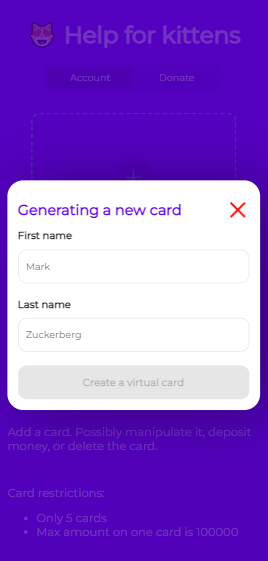 Help for kittens
Account Donate
Generating a new card
First name
Mark
Last name
Zuckerberg
Create a virtual card
Add a card. Possibly manipulate it, deposit
money, or delete the card.
Card restrictions:
• Only 5 cards
• Max amount on one card is 100000